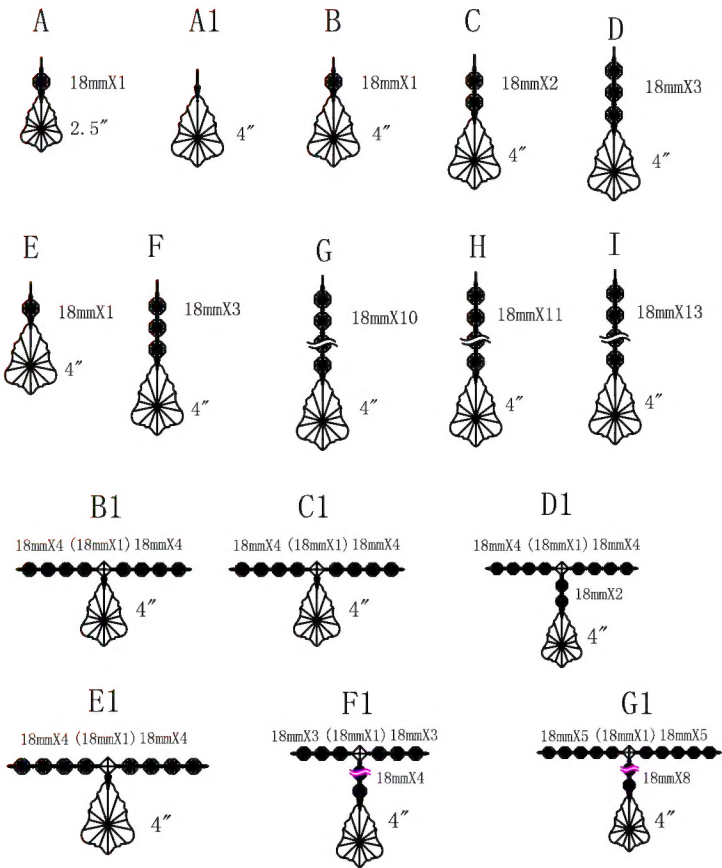 A A1 B C D
18mmX1 18mmX1 18mmX2 18mmX3
2.5" 4" 4" 4" 4"
E F G H I
18mmX1 18mmX3 18mmX10 18mmX11 18mmX13
4" 4" 4" 4" 4"
B1 C1 D1
18mmX4 (18mmX1) 18mmX4 18mmX4 (18mmX1) 18mmX4 18mmX4 (18mmX1) 18mmX4
18mmX2
4" 4" 4"
E1 F1 G1
18mmX4 (18mmX1) 18mmX4 18mmX3 (18mmX1) 18mmX3 18mmX5 (18mmX1) 18mmX5
18mmX4 18mmX8
4" 4" 4"